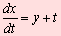 dx/dt = y + t